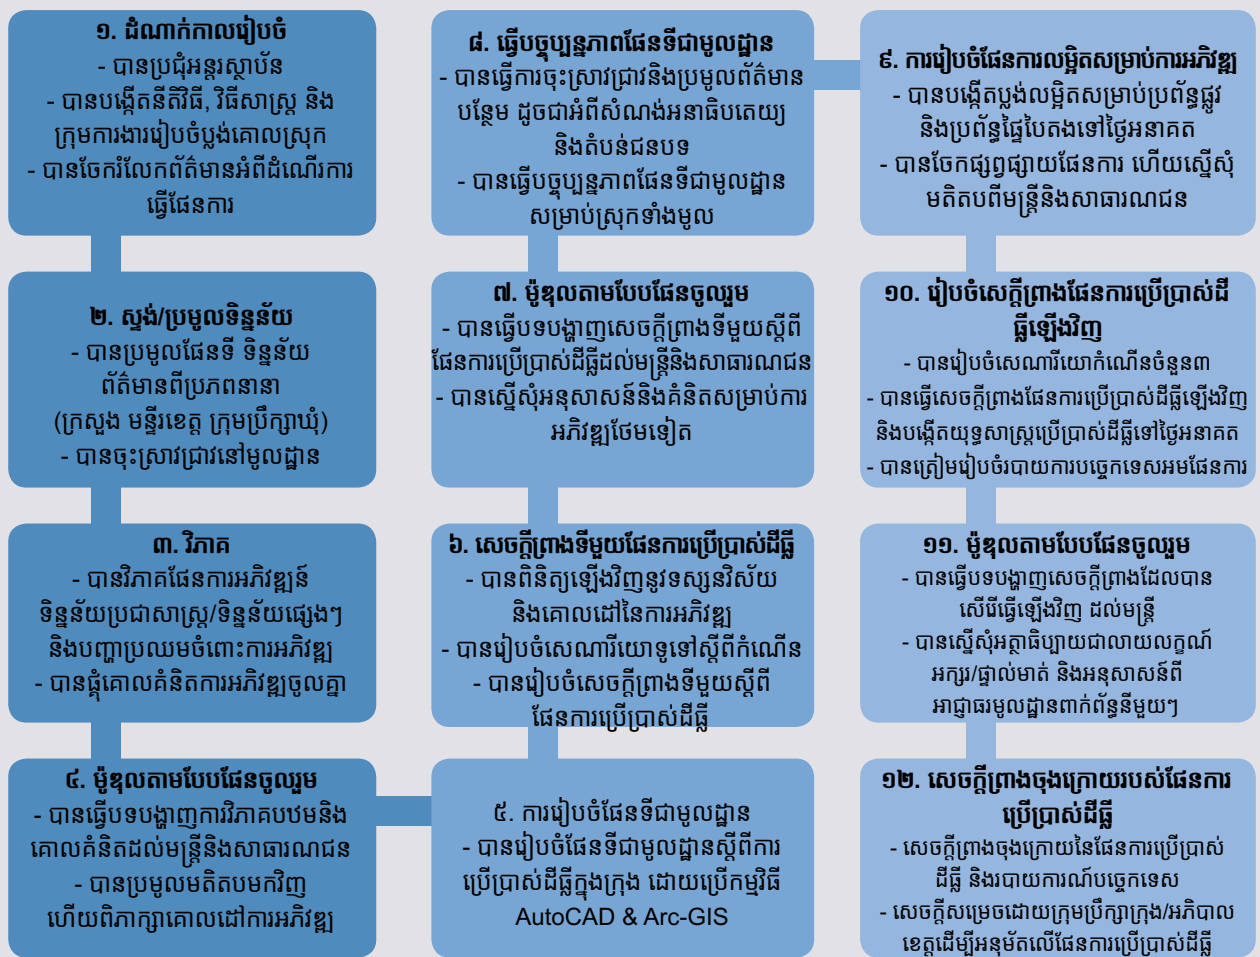 ១. ដំណាក់កាលរៀបចំ
- បានប្រជុំអន្តរស្ថាប័ន
- បានបង្កើតនីតិវិធី, វិធីសាស្ត្រ និង
ក្រុមការងាររៀបចំប្លង់គោលស្រុក
- បានចែករំលែកព័ត៌មានអំពីដំណើរការ
ធ្វើផែនការ
២. ស្ទង់/ប្រមូលទិន្នន័យ
- បានប្រមូលផែនទី ទិន្នន័យ
ព័ត៌មានពីប្រភពនានា
(ក្រសួង មន្ទីរខេត្ត ក្រុមប្រឹក្សាឃុំ)
- បានចុះស្រាវជ្រាវនៅមូលដ្ឋាន
៣. វិភាគ
- បានវិភាគផែនការអភិវឌ្ឍន៍
ទិន្នន័យប្រជាសាស្ត្រ/ទិន្នន័យផ្សេងៗ
និងបញ្ហាប្រឈមចំពោះការអភិវឌ្ឍ
- បានផ្តុំគោលគំនិតការអភិវឌ្ឍចូលគ្នា
៤. ម៉ូឌុលតាមបែបផែនចូលរួម
- បានធ្វើបទបង្ហាញការវិភាគបឋមនិង
គោលគំនិតដល់មន្ត្រីនិងសាធារណជន
- បានប្រមូលមតិតបមកវិញ
ហើយពិភាក្សាគោលដៅការអភិវឌ្ឍ
៥. ការរៀបចំផែនទីជាមូលដ្ឋាន
- បានរៀបចំផែនទីជាមូលដ្ឋានស្តីពីការ
ប្រើប្រាស់ដីធ្លីក្នុងក្រុង ដោយប្រើកម្មវិធី
AutoCAD & Arc-GIS
៦. សេចក្តីព្រាងទីមួយផែនការប្រើប្រាស់ដីធ្លី
- បានពិនិត្យឡើងវិញនូវទស្សនវិស័យ
និងគោលដៅនៃការអភិវឌ្ឍ
- បានរៀបចំសេណារីយោទូទៅស្តីពីកំណើន
- បានរៀបចំសេចក្តីព្រាងទីមួយស្តីពី
ផែនការប្រើប្រាស់ដីធ្លី
៧. ម៉ូឌុលតាមបែបផែនចូលរួម
- បានធ្វើបទបង្ហាញសេចក្តីព្រាងទីមួយស្តីពី
ផែនការប្រើប្រាស់ដីធ្លីដល់មន្ត្រីនិងសាធារណជន
- បានស្នើសុំអនុសាសន៍និងគំនិតសម្រាប់ការ
អភិវឌ្ឍថែមទៀត
៨. ធ្វើបច្ចុប្បន្នភាពផែនទីជាមូលដ្ឋាន
- បានធ្វើការចុះស្រាវជ្រាវនិងប្រមូលព័ត៌មាន
បន្ថែម ដូចជាអំពីសំណង់អនាធិបតេយ្យ
និងតំបន់ជនបទ
- បានធ្វើបច្ចុប្បន្នភាពផែនទីជាមូលដ្ឋាន
សម្រាប់ស្រុកទាំងមូល
៩. ការរៀបចំផែនការលម្អិតសម្រាប់ការអភិវឌ្ឍ
- បានបង្កើតប្លង់លម្អិតសម្រាប់ប្រព័ន្ធផ្លូវ
និងប្រព័ន្ធផ្ទៃបៃតងទៅថ្ងៃអនាគត
- បានចែកផ្សព្វផ្សាយផែនការ ហើយស្នើសុំ
មតិតបពីមន្ត្រីនិងសាធារណជន
១០. រៀបចំសេក្តីព្រាងផែនការប្រើប្រាស់ដី
ធ្លីឡើងវិញ
- បានរៀបចំសេណារីយោកំណើនចំនួន៣
- បានធ្វើសេចក្តីព្រាងផែនការប្រើប្រាស់ដីធ្លីឡើងវិញ
និងបង្កើតយុទ្ធសាស្ត្រប្រើប្រាស់ដីធ្លីទៅថ្ងៃអនាគត
- បានត្រៀមរៀបចំរបាយការបច្ចេកទេសអមផែនការ
១១. ម៉ូឌុលតាមបែបផែនចូលរួម
- បានធ្វើបទបង្ហាញសេចក្តីព្រាងដែលបាន
សើរើធ្វើឡើងវិញ ដល់មន្ត្រី
- បានស្នើសុំអត្ថាធិប្បាយជាលាយលក្ខណ៍
អក្សរ/ផ្ទាល់មាត់ និងអនុសាសន៍ពី
អាជ្ញាធរមូលដ្ឋានពាក់ព័ន្ធនីមួយៗ
១២. សេចក្តីព្រាងចុងក្រោយរបស់ផែនការ
ប្រើប្រាស់ដីធ្លី
- សេចក្តីព្រាងចុងក្រោយនៃផែនការប្រើប្រាស់
ដីធ្លី និងរបាយការណ៍បច្ចេកទេស
- សេចក្តីសម្រេចដោយក្រុមប្រឹក្សាក្រុង/អភិបាល
ខេត្តដើម្បីអនុម័តលើផែនការប្រើប្រាស់ដីធ្លី